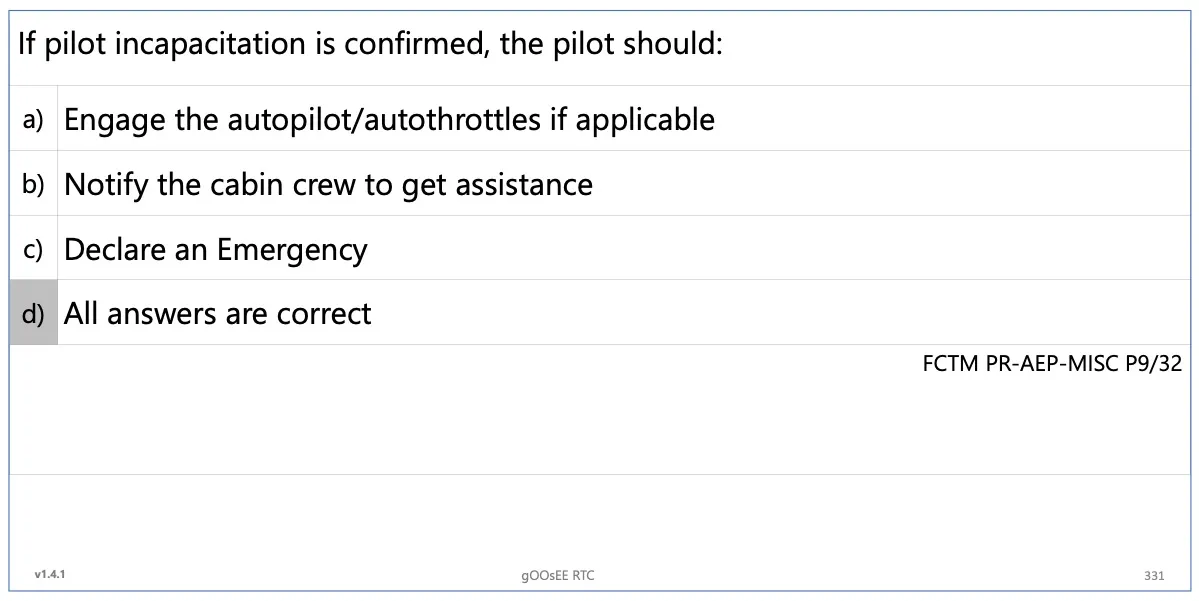 If pilot incapacitation is confirmed, the pilot should:
a) Engage the autopilot/autothrottles if applicable
b) Notify the cabin crew to get assistance
c) Declare an Emergency
d) All answers are correct
FCTM PR-AEP-MISC P9/32
v1.4.1 gOOsEE RTC 331